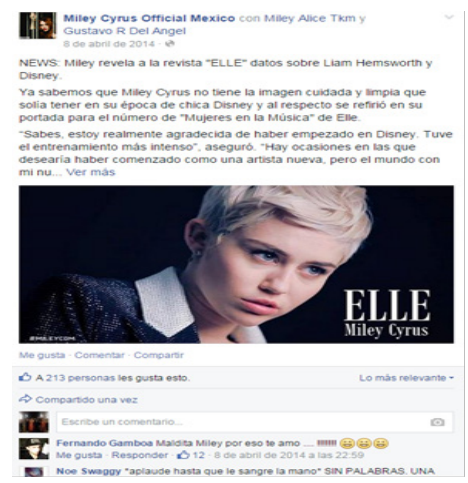 Miley Cyrus Official Mexico con Miley Alice Tkm y
Gustavo R Del Angel
8 de abril de 2014 ·
NEWS: Miley revela a la revista "ELLE" datos sobre Liam Hemsworth y
Disney.
Ya sabemos que Miley Cyrus no tiene la imagen cuidada y limpia que
solía tener en su época de chica Disney y al respecto se refirió en su
portada para el número de "Mujeres en la Música" de Elle.
"Sabes, estoy realmente agradecida de haber empezado en Disney. Tuve
el entrenamiento más intenso", aseguró. "Hay ocasiones en las que
desearía haber comenzado como una artista nueva, pero el mundo con
mi nu... Ver más
ELLE
Miley Cyrus
#MILEYCOM
Me gusta · Comentar · Compartir
A 213 personas les gusta esto.
Lo más relevante
Compartido una vez
Escribe un comentario...
Fernando Gamboa Maldita Miley por eso te amo .... !!!!!!!
Me gusta · Responder · 12 · 8 de abril de 2014 a las 22:59
Noe Swaggy "aplaude hasta que le sangre la mano" SIN PALABRAS. UNA